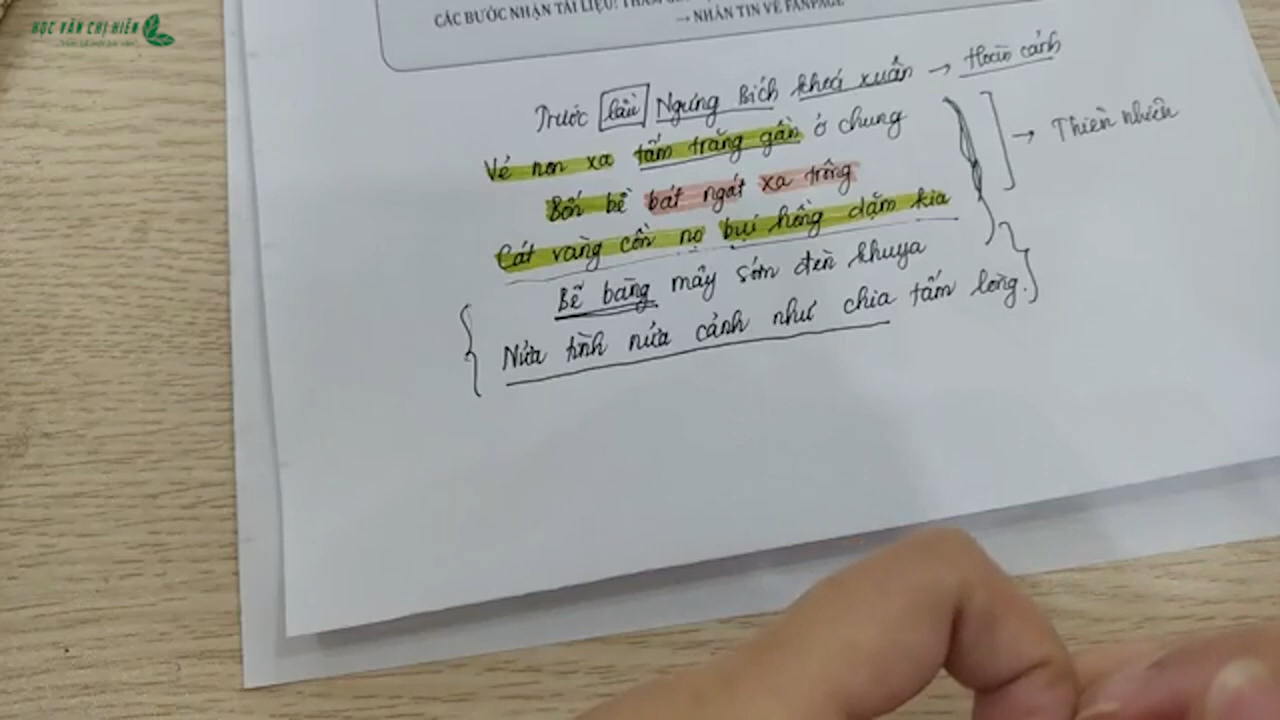 HỌC VĂN CHỊ HIÊN
CÁC BƯỚC NHẬN TÀI LIỆU: THAM
→ NHẮN TIN VỀ FANPAGE
Trước lầu Ngưng Bích khoá xuân → Hoàn cảnh
Vẻ non xa tấm trăng gần ở chung
Bốn bề bát ngát xa trông
→ Thiên nhiên
Cát vàng cồn nọ bụi hồng dặm kia
Bẽ bàng mây sớm đèn khuya
Nửa tình nửa cảnh như chia tấm lòng.